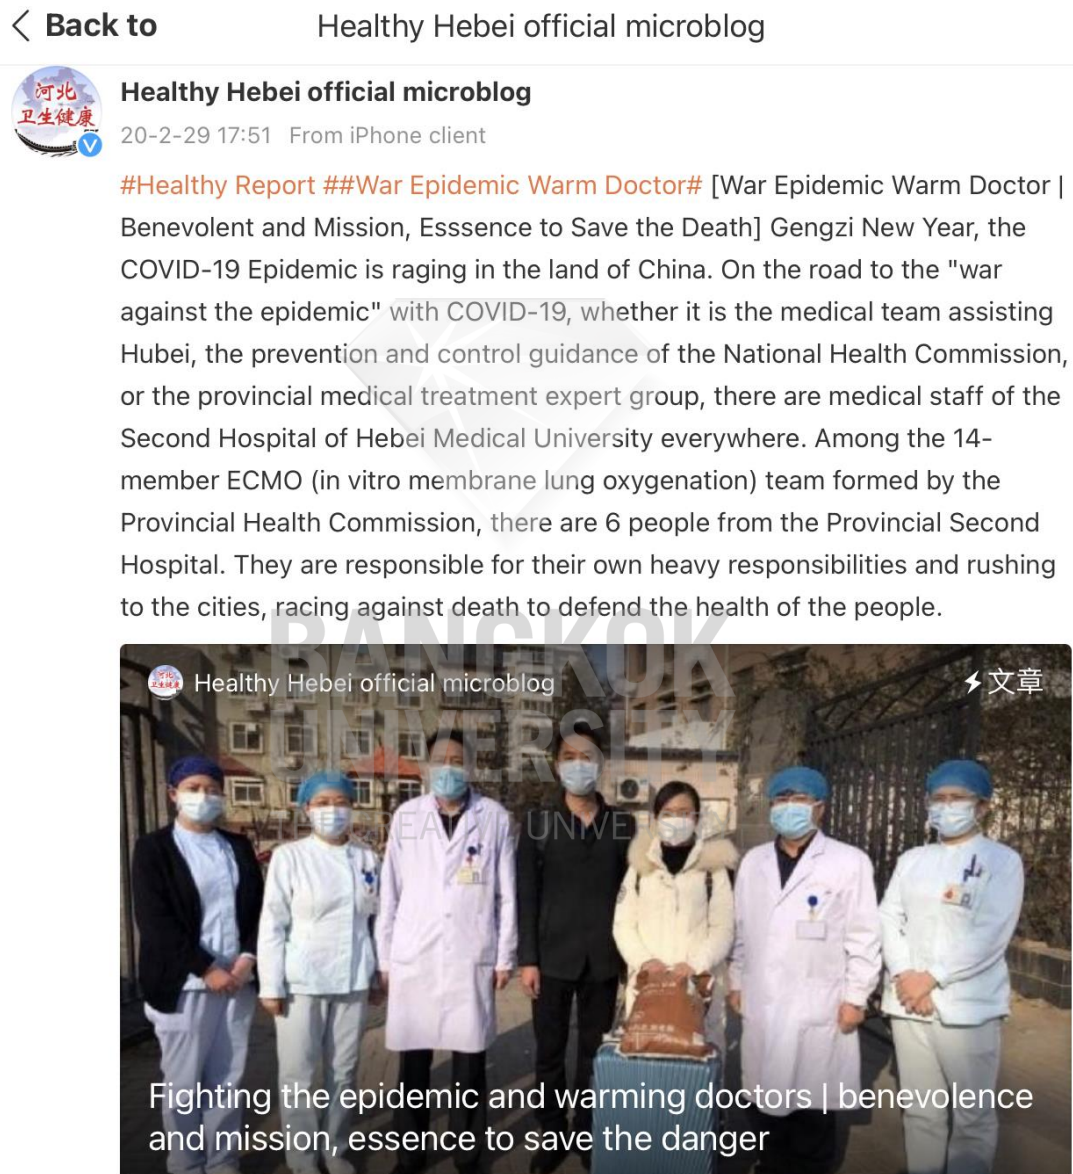 Back to
Healthy Hebei official microblog
河北
卫生健康
Healthy Hebei official microblog
20-2-29 17:51 From iPhone client
#Healthy Report ##War Epidemic Warm Doctor# [War Epidemic Warm Doctor |
Benevolent and Mission, Esssence to Save the Death] Gengzi New Year, the
COVID-19 Epidemic is raging in the land of China. On the road to the "war
against the epidemic" with COVID-19, whether it is the medical team assisting
Hubei, the prevention and control guidance of the National Health Commission,
or the provincial medical treatment expert group, there are medical staff of the
Second Hospital of Hebei Medical University everywhere. Among the 14-
member ECMO (in vitro membrane lung oxygenation) team formed by the
Provincial Health Commission, there are 6 people from the Provincial Second
Hospital. They are responsible for their own heavy responsibilities and rushing
to the cities, racing against death to defend the health of the people.
BANGKOK
UNIVERSITY
THE CREATIVE UNIVERSITY
河北
卫生健康
Healthy Hebei official microblog
文章
Fighting the epidemic and warming doctors | benevolence
and mission, essence to save the danger